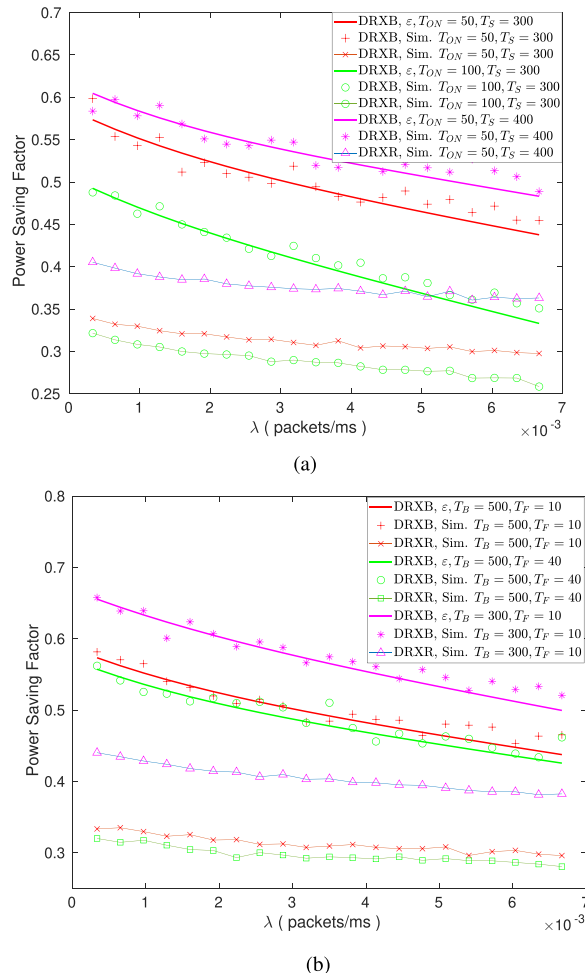 0.7
0.65
0.6
0.55
0.5
0.45
0.4
0.35
0.3
0.25
Power Saving Factor
DRXB, ε, T_ON = 50, T_S = 300
DRXB, Sim. T_ON = 50, T_S = 300
DRXR, Sim. T_ON = 50, T_S = 300
DRXB, ε, T_ON = 100, T_S = 300
DRXB, Sim. T_ON = 100, T_S = 300
DRXR, Sim. T_ON = 100, T_S = 300
DRXB, ε, T_ON = 50, T_S = 400
DRXB, Sim. T_ON = 50, T_S = 400
DRXR, Sim. T_ON = 50, T_S = 400
0 1 2 3 4 5 6 7
λ ( packets/ms ) ×10⁻³
(a)
0.8
0.7
0.6
0.5
0.4
0.3
Power Saving Factor
DRXB, ε, T_B = 500, T_F = 10
DRXB, Sim. T_B = 500, T_F = 10
DRXR, Sim. T_B = 500, T_F = 10
DRXB, ε, T_B = 500, T_F = 40
DRXB, Sim. T_B = 500, T_F = 40
DRXR, Sim. T_B = 500, T_F = 40
DRXB, ε, T_B = 300, T_F = 10
DRXB, Sim. T_B = 300, T_F = 10
DRXR, Sim. T_B = 300, T_F = 10
0 1 2 3 4 5 6 7
λ ( packets/ms ) ×10⁻³
(b)